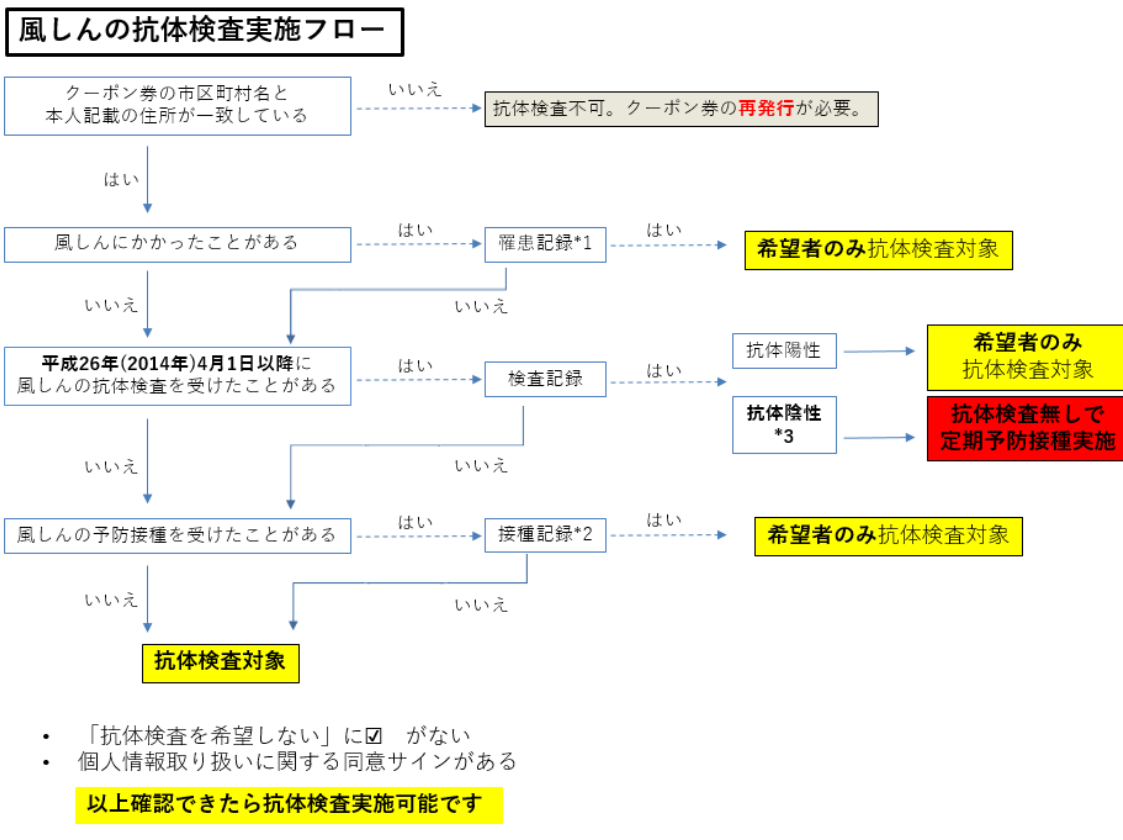 風しんの抗体検査実施フロー
クーポン券の市区町村名と
本人記載の住所が一致している
いいえ
抗体検査不可。クーポン券の再発行が必要。
はい
風しんにかかったことがある
はい
罹患記録*1
はい
希望者のみ抗体検査対象
いいえ
いいえ
平成26年(2014年)4月1日以降に
風しんの抗体検査を受けたことがある
はい
検査記録
はい
抗体陽性
希望者のみ
抗体検査対象
抗体陰性
*3
抗体検査無しで
定期予防接種実施
いいえ
いいえ
風しんの予防接種を受けたことがある
はい
接種記録*2
はい
希望者のみ抗体検査対象
いいえ
いいえ
抗体検査対象
• 「抗体検査を希望しない」に☑ がない
• 個人情報取り扱いに関する同意サインがある
以上確認できたら抗体検査実施可能です